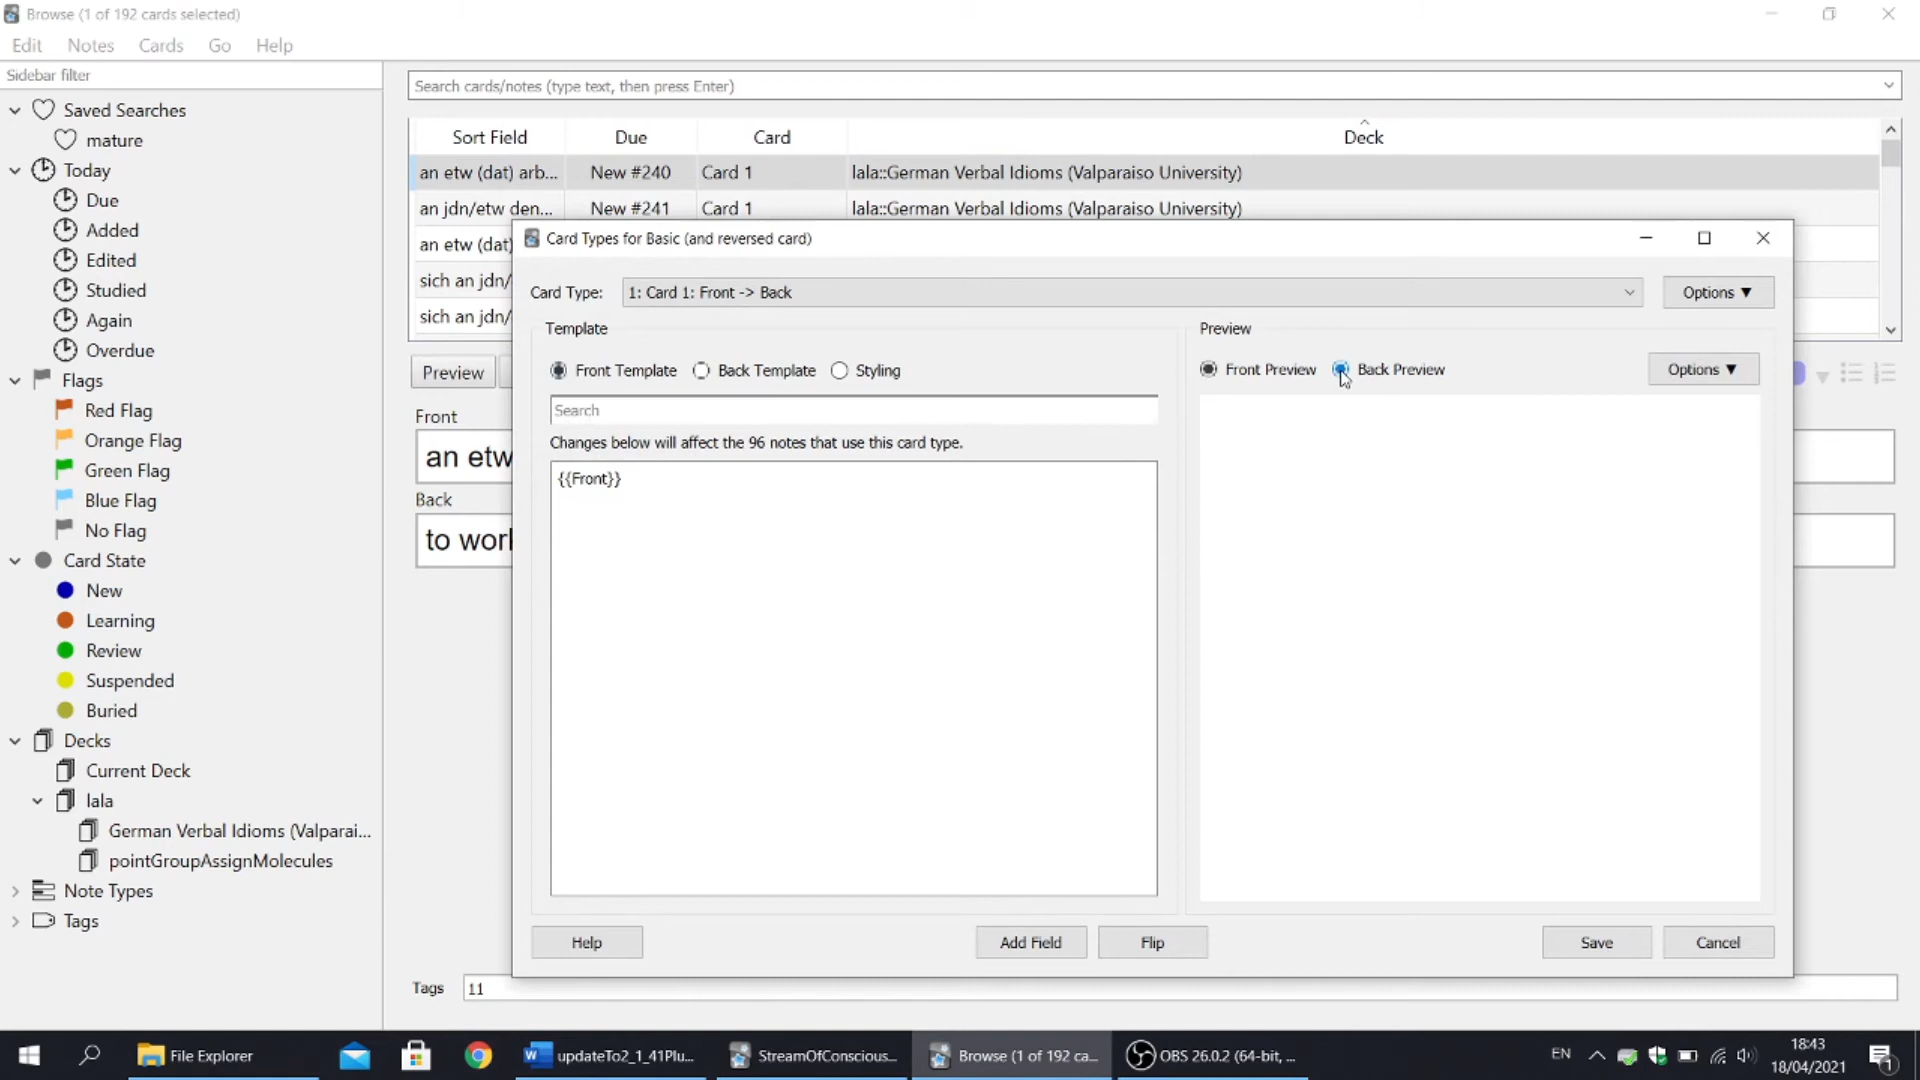 Browse (1 of 192 cards selected)
Edit Notes Cards Go Help
Sidebar filter
Saved Searches
mature
Today
Due
Added
Edited
Studied
Again
Overdue
Flags
Red Flag
Orange Flag
Green Flag
Blue Flag
No Flag
Card State
New
Learning
Review
Suspended
Buried
Decks
Current Deck
lala
German Verbal Idioms (Valparai...
pointGroupAssignMolecules
Note Types
Tags
Search cards/notes (type text, then press Enter)
Sort Field Due Card Deck
an etw (dat) arb... New #240 Card 1 lala::German Verbal Idioms (Valparaiso University)
an jdn/etw den... New #241 Card 1 lala::German Verbal Idioms (Valparaiso University)
an etw (dat)
sich an jdn/
sich an jdn/
Preview
Front
an etw
Back
to work
Tags 11
Card Types for Basic (and reversed card)
Card Type: 1: Card 1: Front -> Back Options ▼
Template
Front Template Back Template Styling
Search
Changes below will affect the 96 notes that use this card type.
{{Front}}
Preview
Front Preview Back Preview Options ▼
Help Add Field Flip Save Cancel
File Explorer
updateTo2_1_41Plu...
StreamOfConscious...
Browse (1 of 192 ca...
OBS 26.0.2 (64-bit, ...
EN
18:43
18/04/2021
1